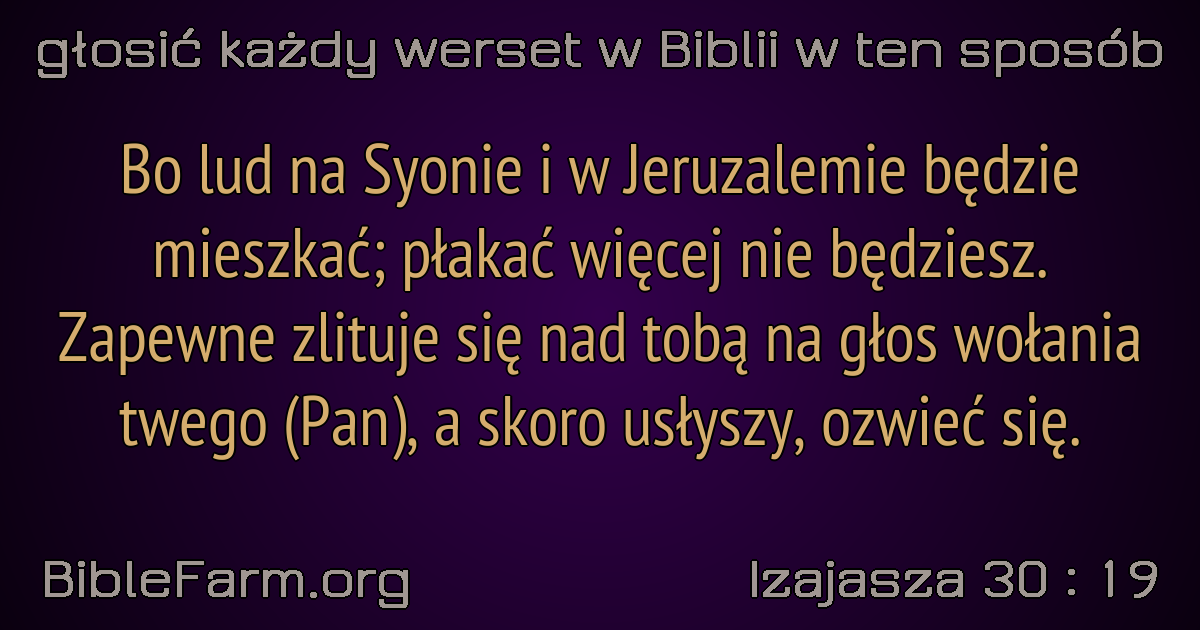 głosić każdy werset w Biblii w ten sposób
Bo lud na Syonie i w Jeruzalemie będzie
mieszkać; płakać więcej nie będziesz.
Zapewne zlituje się nad tobą na głos wołania
twego (Pan), a skoro usłyszy, ozwieć się.
BibleFarm.org
Izajasza 30 : 19